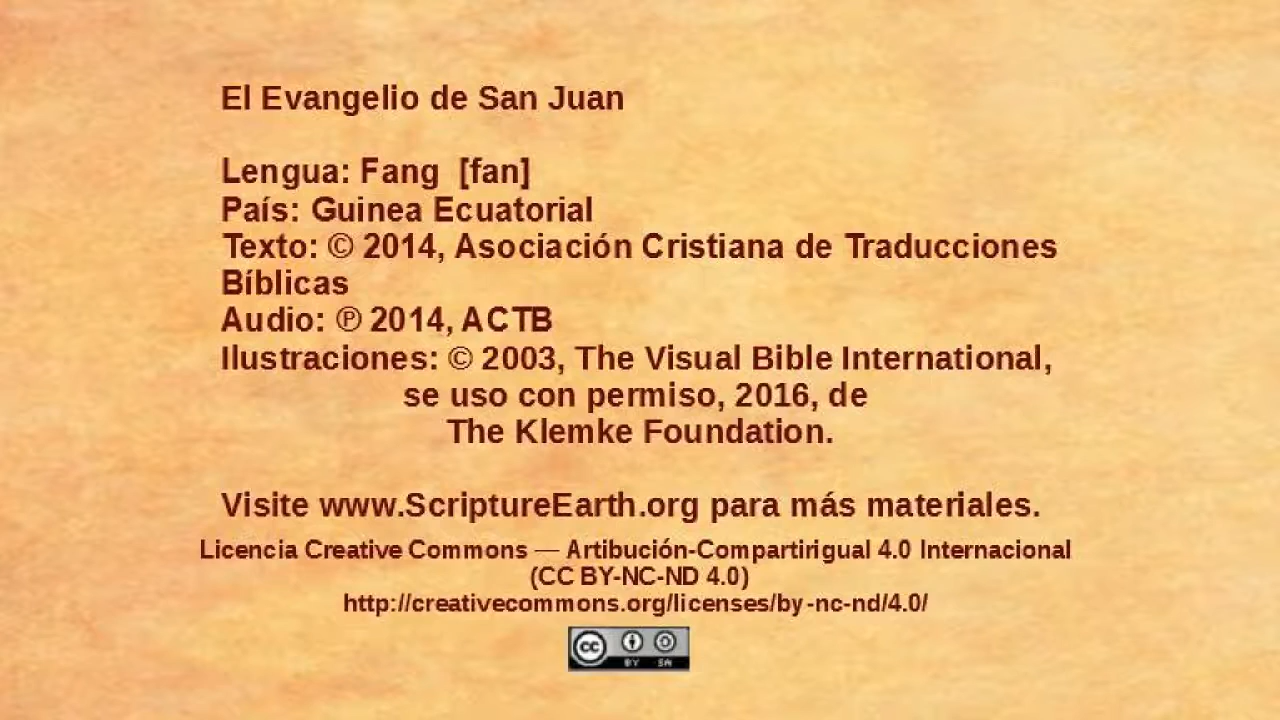 El Evangelio de San Juan
Lengua: Fang [fan]
País: Guinea Ecuatorial
Texto: © 2014, Asociación Cristiana de Traducciones
Bíblicas
Audio: ℗ 2014, ACTB
Ilustraciones: © 2003, The Visual Bible International,
se uso con permiso, 2016, de
The Klemke Foundation.
Visite www.ScriptureEarth.org para más materiales.
Licencia Creative Commons — Artibución-Compartirigual 4.0 Internacional
(CC BY-NC-ND 4.0)
http://creativecommons.org/licenses/by-nc-nd/4.0/
cc BY SA